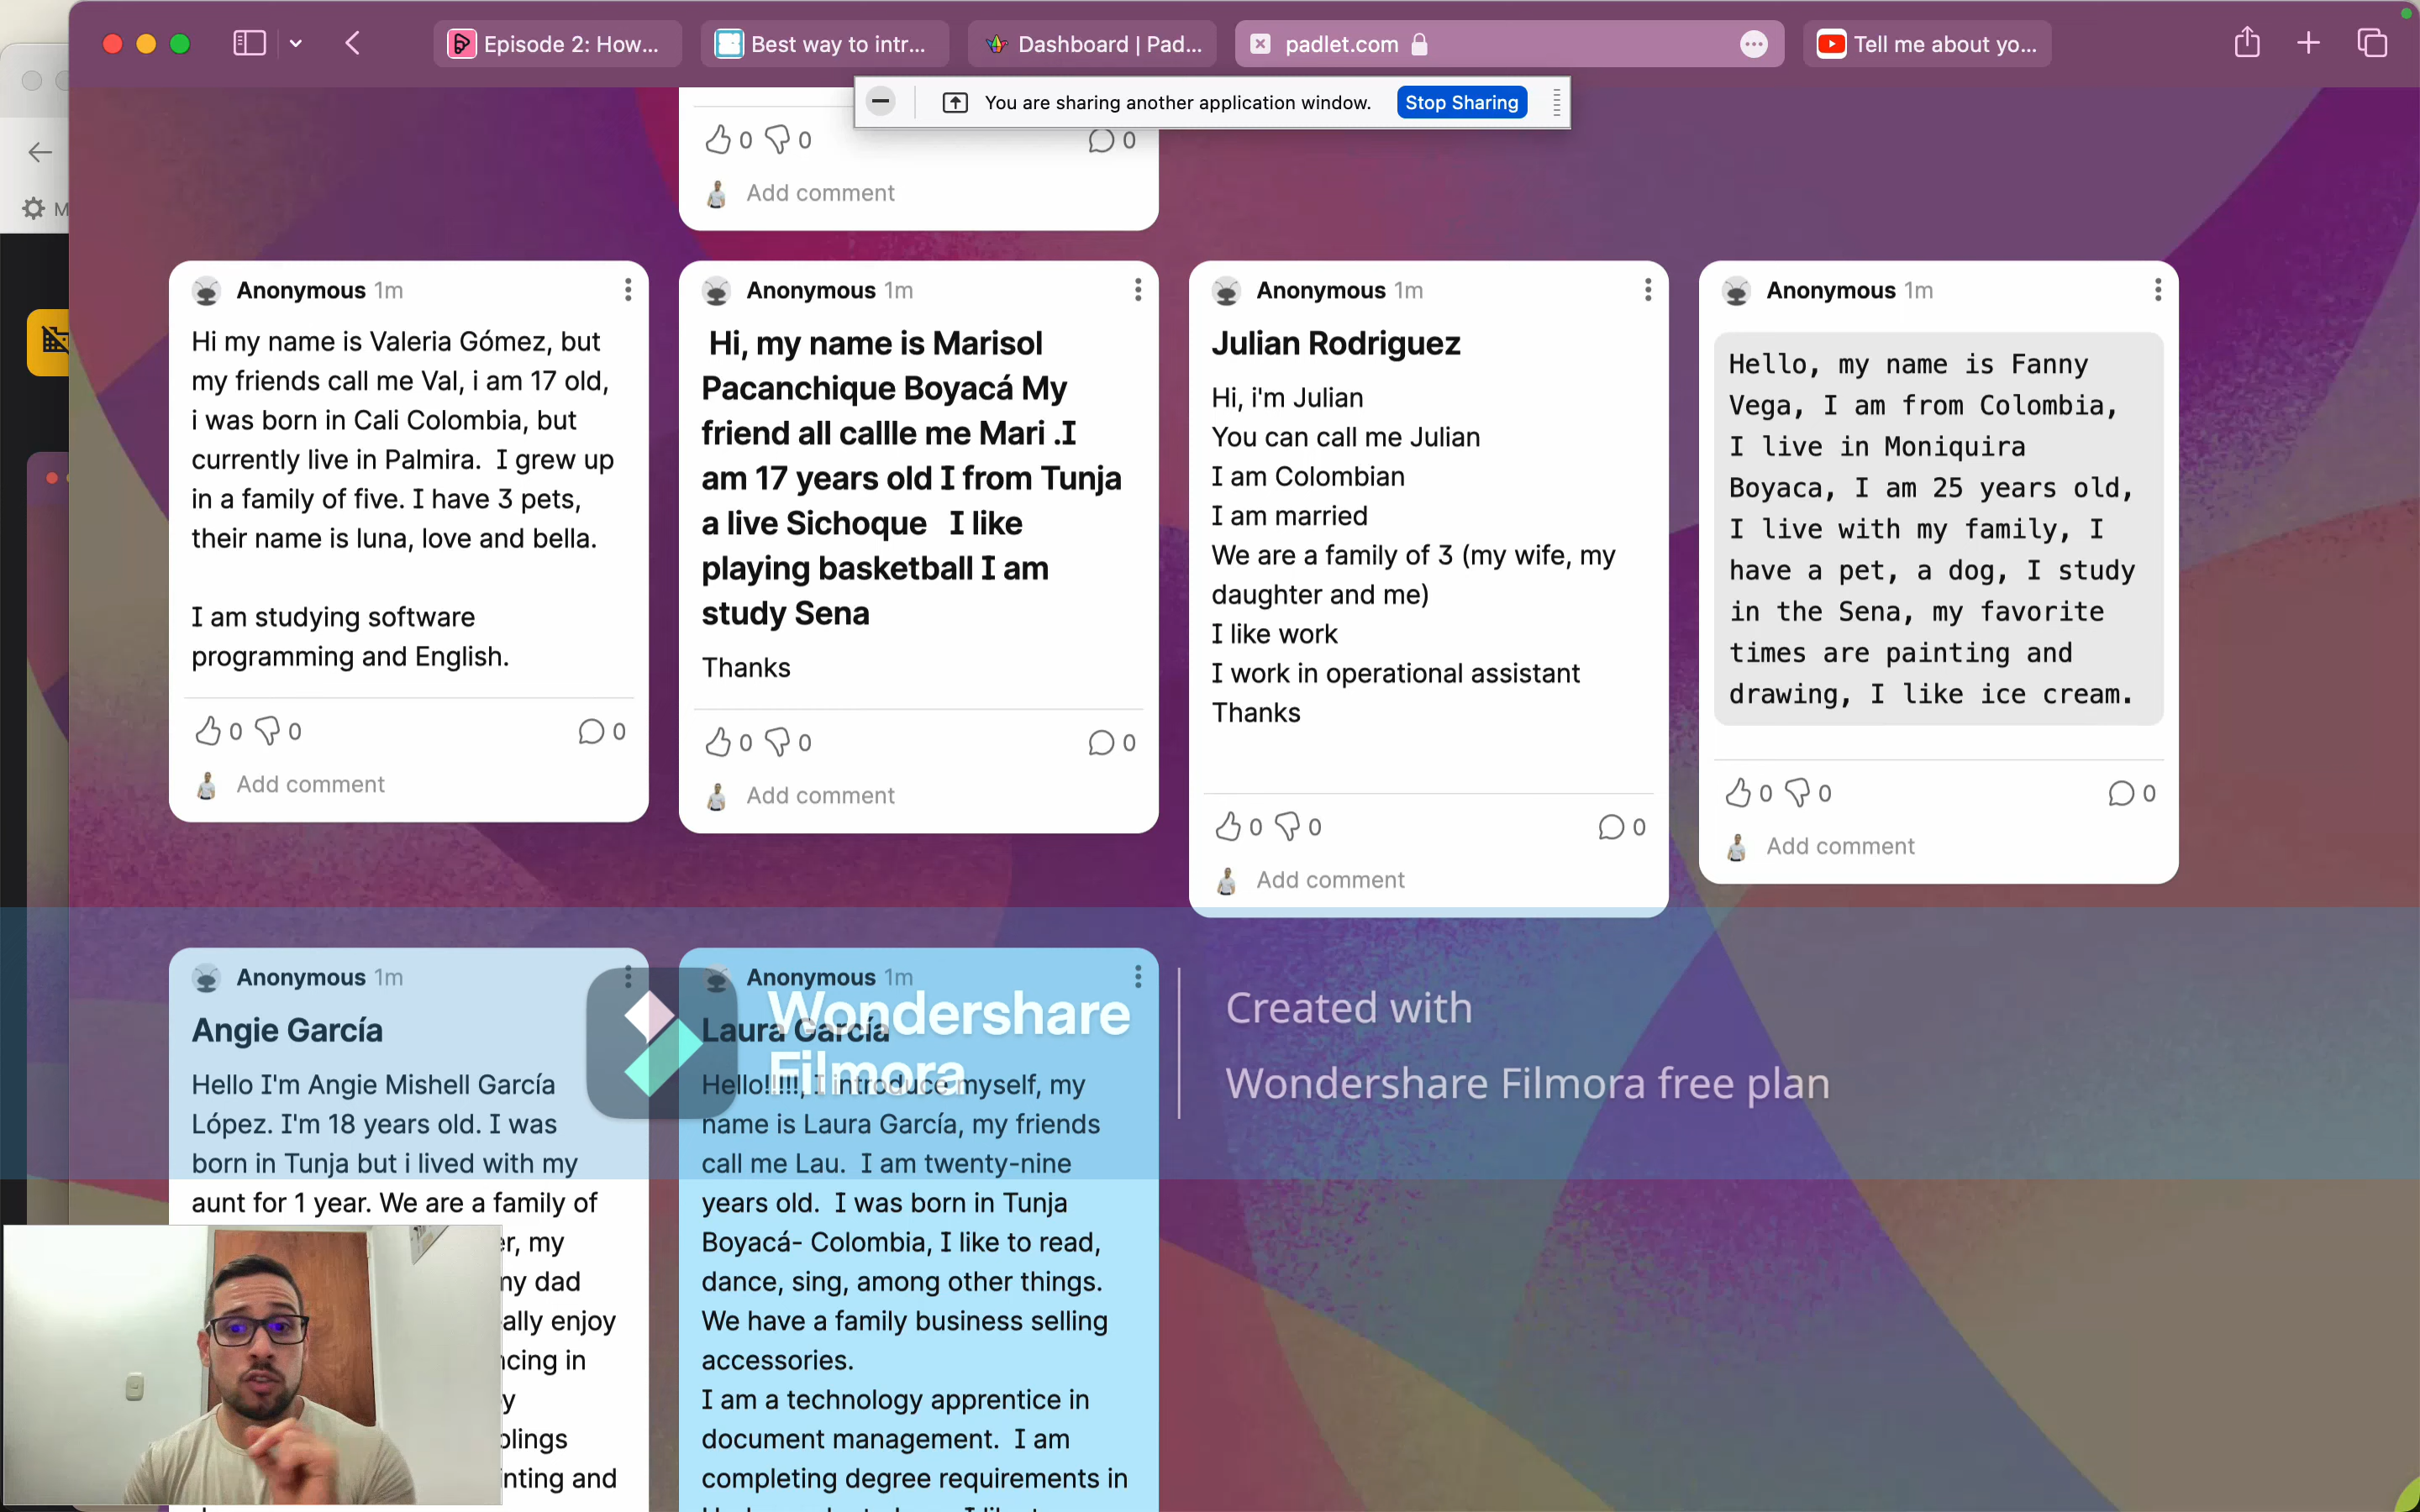 Episode 2: How...
Best way to intr...
Dashboard | Pad...
padlet.com
Tell me about yo...
You are sharing another application window.
Stop Sharing
M
0 0 0
Add comment
Anonymous 1m
Hi my name is Valeria Gómez, but
my friends call me Val, i am 17 old,
i was born in Cali Colombia, but
currently live in Palmira.  I grew up
in a family of five. I have 3 pets,
their name is luna, love and bella.
I am studying software
programming and English.
0 0 0
Add comment
Anonymous 1m
Hi, my name is Marisol
Pacanchique Boyacá My
friend all callle me Mari .I
am 17 years old I from Tunja
a live Sichoque   I like
playing basketball I am
study Sena
Thanks
0 0 0
Add comment
Anonymous 1m
Julian Rodriguez
Hi, i'm Julian
You can call me Julian
I am Colombian
I am married
We are a family of 3 (my wife, my
daughter and me)
I like work
I work in operational assistant
Thanks
0 0 0
Add comment
Anonymous 1m
Hello, my name is Fanny
Vega, I am from Colombia,
I live in Moniquira
Boyaca, I am 25 years old,
I live with my family, I
have a pet, a dog, I study
in the Sena, my favorite
times are painting and
drawing, I like ice cream.
0 0 0
Add comment
Anonymous 1m
Angie García
Hello I'm Angie Mishell García
López. I'm 18 years old. I was
born in Tunja but i lived with my
aunt for 1 year. We are a family of
my
dad
enjoy
in
and
Anonymous 1m
Laura García
Hello!!!!!, I introduce myself, my
name is Laura García, my friends
call me Lau.  I am twenty-nine
years old.  I was born in Tunja
Boyacá- Colombia, I like to read,
dance, sing, among other things.
We have a family business selling
accessories.
I am a technology apprentice in
document management.  I am
completing degree requirements in
Wondershare
Filmora
Created with
Wondershare Filmora free plan